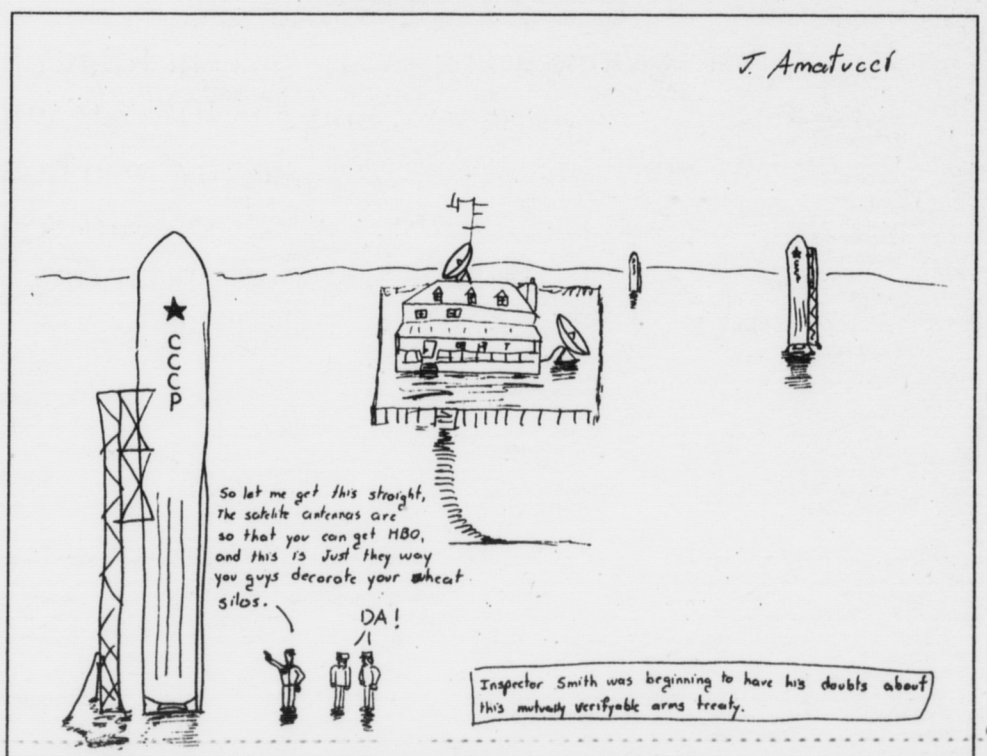 J. Amatucci
C
C
C
P
C
C
P
So let me get this straight,
The satelite antennas are
so that you can get HBO,
and this is Just they way
you guys decorate your wheat
silos.
DA!
Inspector Smith was beginning to have his doubts about
this mutually verifyable arms treaty.